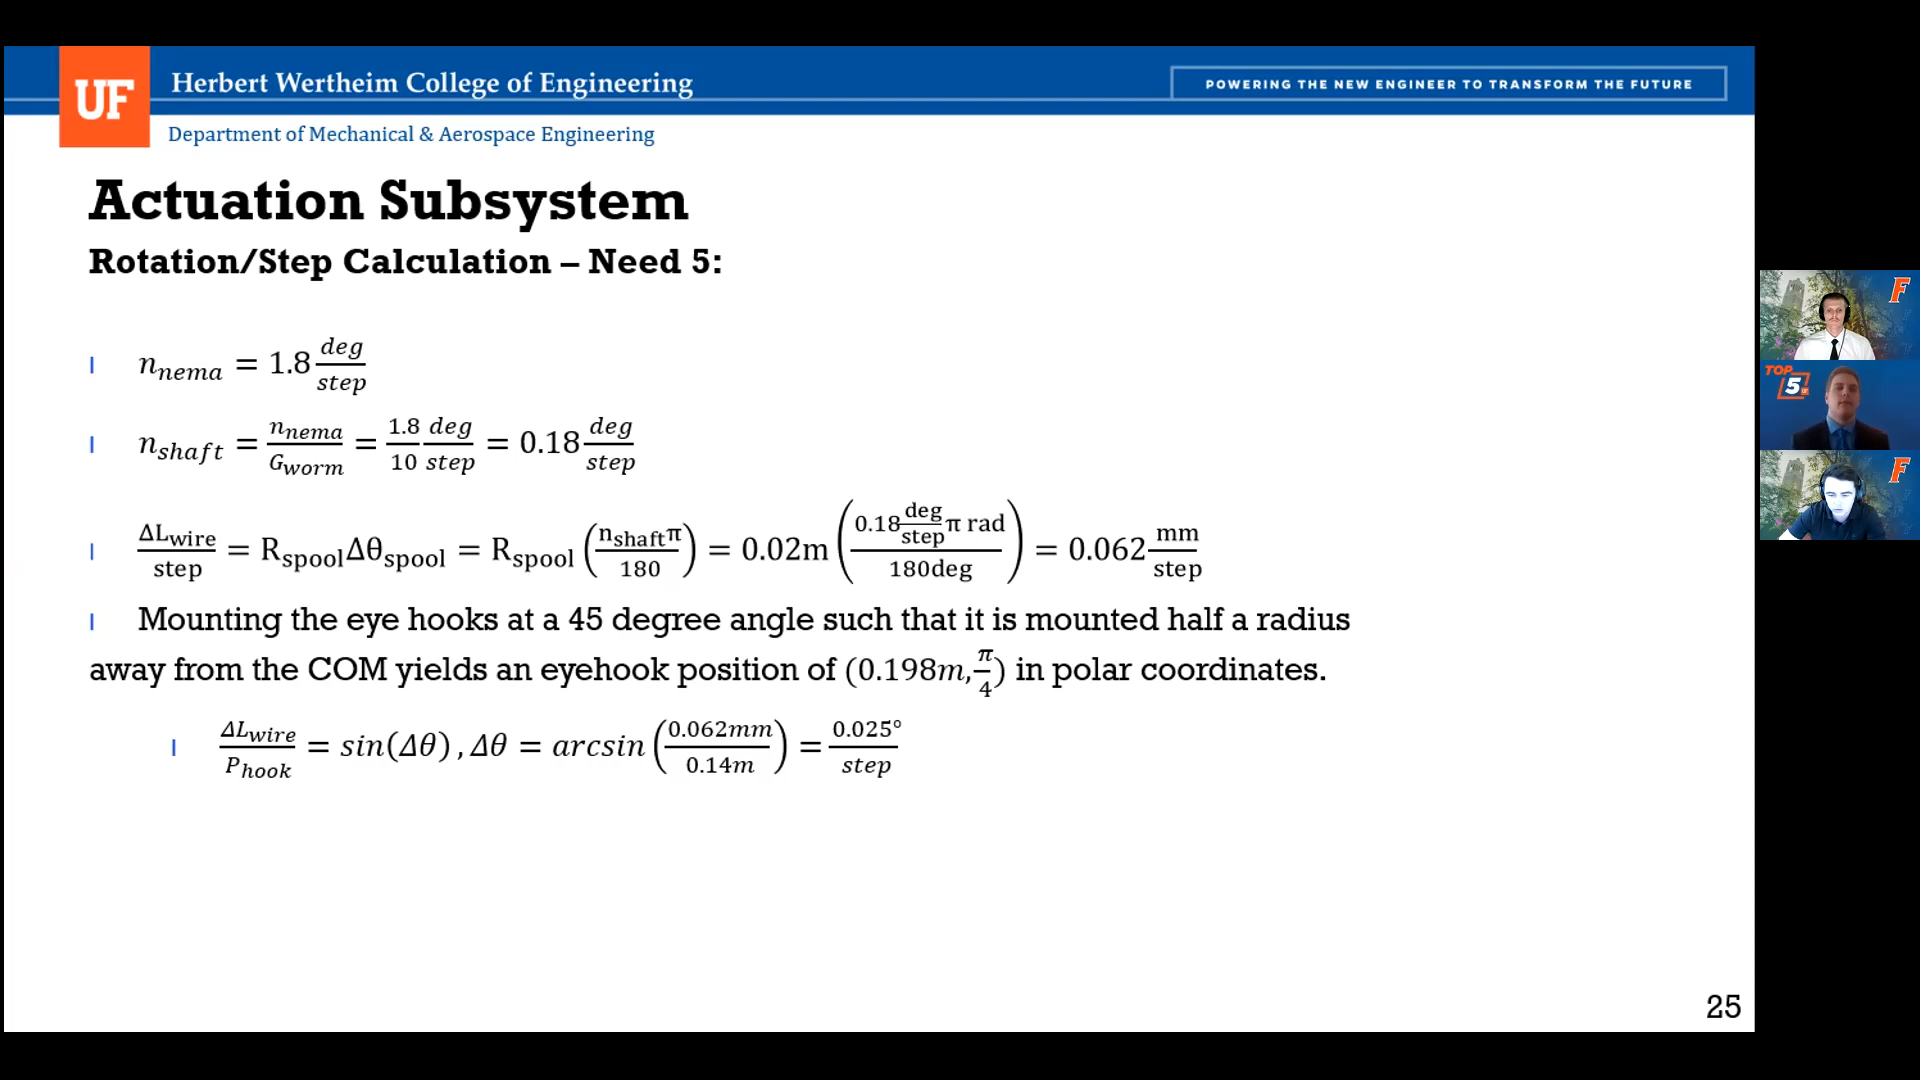 UF Herbert Wertheim College of Engineering
POWERING THE NEW ENGINEER TO TRANSFORM THE FUTURE
Department of Mechanical & Aerospace Engineering
Actuation Subsystem
Rotation/Step Calculation – Need 5:
n_nema = 1.8 deg/step
n_shaft = n_nema/G_worm = 1.8/10 deg/step = 0.18 deg/step
ΔL_wire/step = R_spool Δθ_spool = R_spool (n_shaft π/180) = 0.02m (0.18 deg/step π rad/180deg) = 0.062 mm/step
Mounting the eye hooks at a 45 degree angle such that it is mounted half a radius
away from the COM yields an eyehook position of (0.198m, π/4) in polar coordinates.
ΔL_wire/P_hook = sin(Δθ), Δθ = arcsin (0.062mm/0.14m) = 0.025°/step
25
F
TOP 5
F